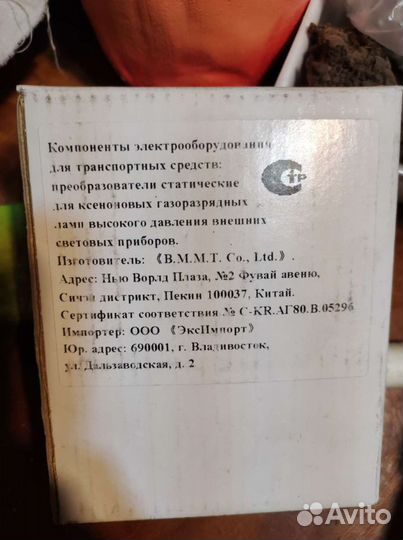 Компоненты электрооборудования
для транспортных средств:
преобразователи статические
для ксеноновых газоразрядных
ламп высокого давления внешних
световых приборов.
Изготовитель: 《B.M.M.T. Co., Ltd.》.
Адрес: Нью Ворлд Плаза, №2 Фувай авеню,
Сичэн дистрикт, Пекин 100037, Китай.
Сертификат соответствия № C-KR.АГ80.В.05296
Импортер: ООО 《ЭксИмпорт》
Юр. адрес: 690001, г. Владивосток,
ул. Дальзаводская, д. 2
Avito